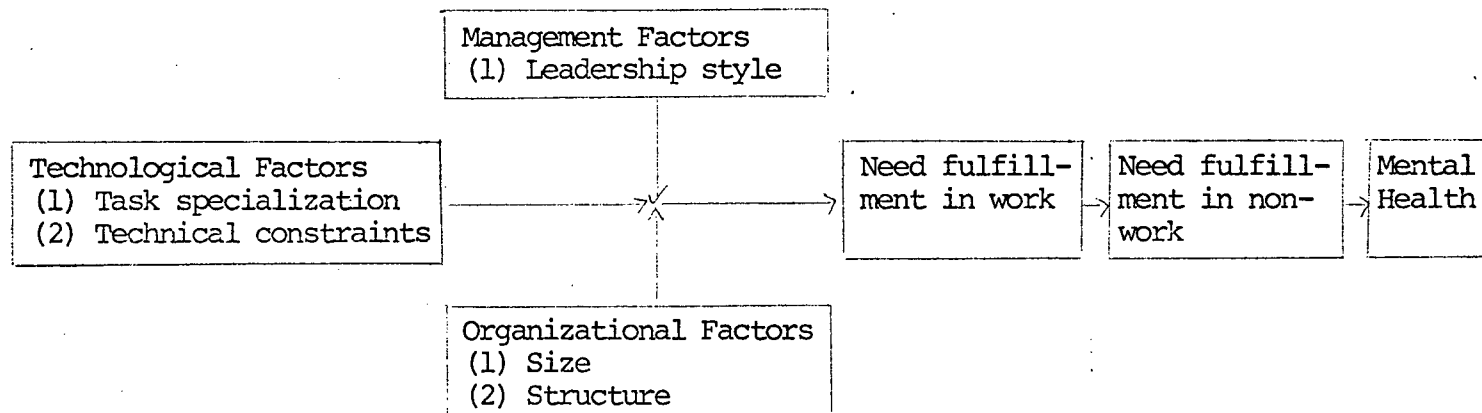 Management Factors
(1) Leadership style
Technological Factors
(1) Task specialization
(2) Technical constraints
Need fulfill-
ment in work
Need fulfill-
ment in non-
work
Mental
Health
Organizational Factors
(1) Size
(2) Structure